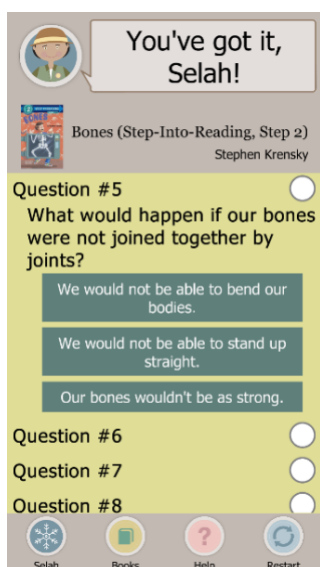 You've got it,
Selah!
BONES
Bones (Step-Into-Reading, Step 2)
Stephen Krensky
Question #5
What would happen if our bones
were not joined together by
joints?
We would not be able to bend our
bodies.
We would not be able to stand up
straight.
Our bones wouldn't be as strong.
Question #6
Question #7
Question #8
Selah
Books
Help
Restart